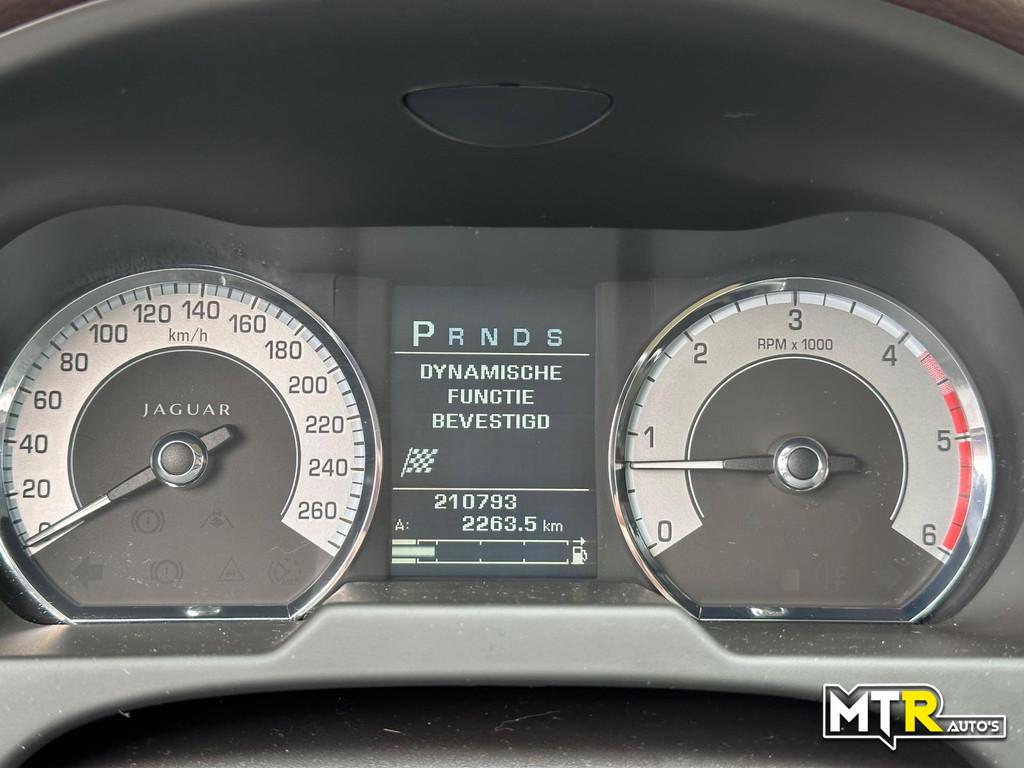 0
20
40
60
80
100
120
140
160
180
200
220
240
260
km/h
JAGUAR
P R N D S
DYNAMISCHE
FUNCTIE
BEVESTIGD
210793
A: 2263.5 km
0
1
2
3
4
5
6
RPM x 1000
MTR AUTO'S